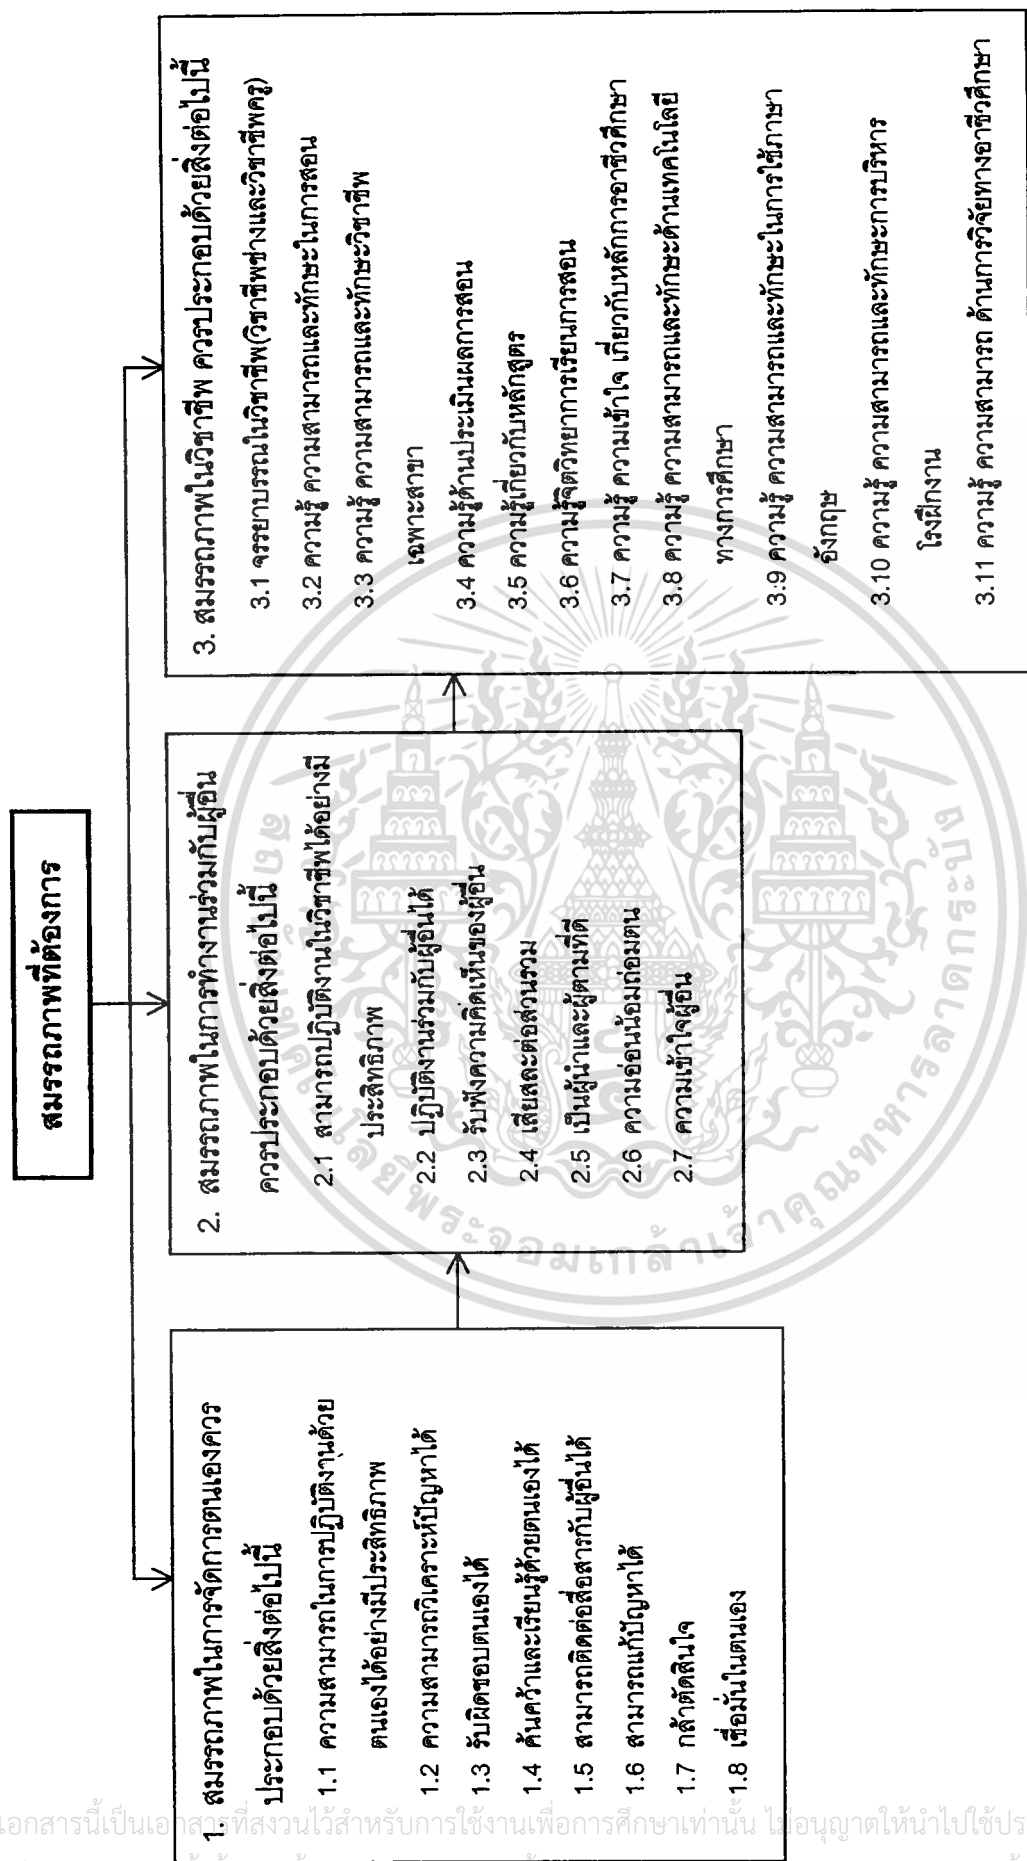 สมรรถภาพที่ต้องการ
1. สมรรถภาพในการจัดการตนเองควร
ประกอบด้วยสิ่งต่อไปนี้
1.1 ความสามารถในการปฏิบัติงานด้วย
ตนเองได้อย่างมีประสิทธิภาพ
1.2 ความสามารถวิเคราะห์ปัญหาได้
1.3 รับผิดชอบตนเองได้
1.4 ค้นคว้าและเรียนรู้ด้วยตนเองได้
1.5 สามารถติดต่อสื่อสารกับผู้อื่นได้
1.6 สามารถแก้ปัญหาได้
1.7 กล้าตัดสินใจ
1.8 เชื่อมั่นในตนเอง
2. สมรรถภาพในการทำงานร่วมกับผู้อื่น
ควรประกอบด้วยสิ่งต่อไปนี้
2.1 สามารถปฏิบัติงานในวิชาชีพได้อย่างมี
ประสิทธิภาพ
2.2 ปฏิบัติงานร่วมกับผู้อื่นได้
2.3 รับฟังความคิดเห็นของผู้อื่น
2.4 เสียสละต่อส่วนรวม
2.5 เป็นผู้นำและผู้ตามที่ดี
2.6 ความอ่อนน้อมถ่อมตน
2.7 ความเข้าใจผู้อื่น
3. สมรรถภาพในวิชาชีพ ควรประกอบด้วยสิ่งต่อไปนี้
3.1 จรรยาบรรณในวิชาชีพ(วิชาชีพช่างและวิชาชีพครู)
3.2 ความรู้ ความสามารถและทักษะในการสอน
3.3 ความรู้ ความสามารถและทักษะวิชาชีพ
เฉพาะสาขา
3.4 ความรู้ด้านประเมินผลการสอน
3.5 ความรู้เกี่ยวกับหลักสูตร
3.6 ความรู้จิตวิทยาการเรียนการสอน
3.7 ความรู้ ความเข้าใจ เกี่ยวกับหลักการอาชีวศึกษา
3.8 ความรู้ ความสามารถและทักษะด้านเทคโนโลยี
ทางการศึกษา
3.9 ความรู้ ความสามารถและทักษะในการใช้ภาษา
อังกฤษ
3.10 ความรู้ ความสามารถและทักษะการบริหาร
โรงฝึกงาน
3.11 ความรู้ ความสามารถ ด้านการวิจัยทางอาชีวศึกษา
พระจอมเกล้าเจ้าคุณทหารลาดกระบัง
เอกสารนี้เป็นเอกสารที่สงวนไว้สำหรับการใช้งานเพื่อการศึกษาเท่านั้น ไม่อนุญาตให้นำไปใช้ประ